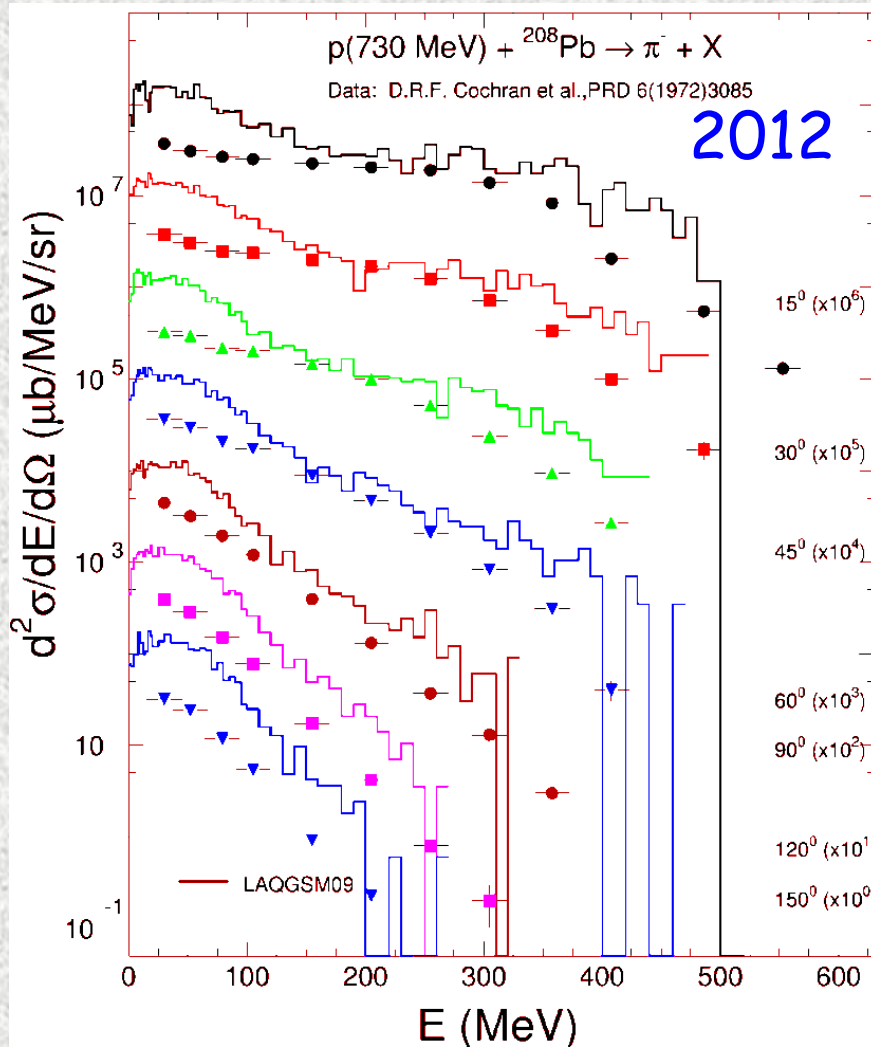 p(730 MeV) + ²⁰⁸Pb → π⁻ + X
Data: D.R.F. Cochran et al.,PRD 6(1972)3085
2012
d²σ/dE/dΩ (μb/MeV/sr)
10⁷
10⁵
10³
10
10⁻¹
15⁰ (x10⁶)
30⁰ (x10⁵)
45⁰ (x10⁴)
60⁰ (x10³)
90⁰ (x10²)
120⁰ (x10¹
150⁰ (x10⁰
LAQGSM09
0 100 200 300 400 500 600
E (MeV)